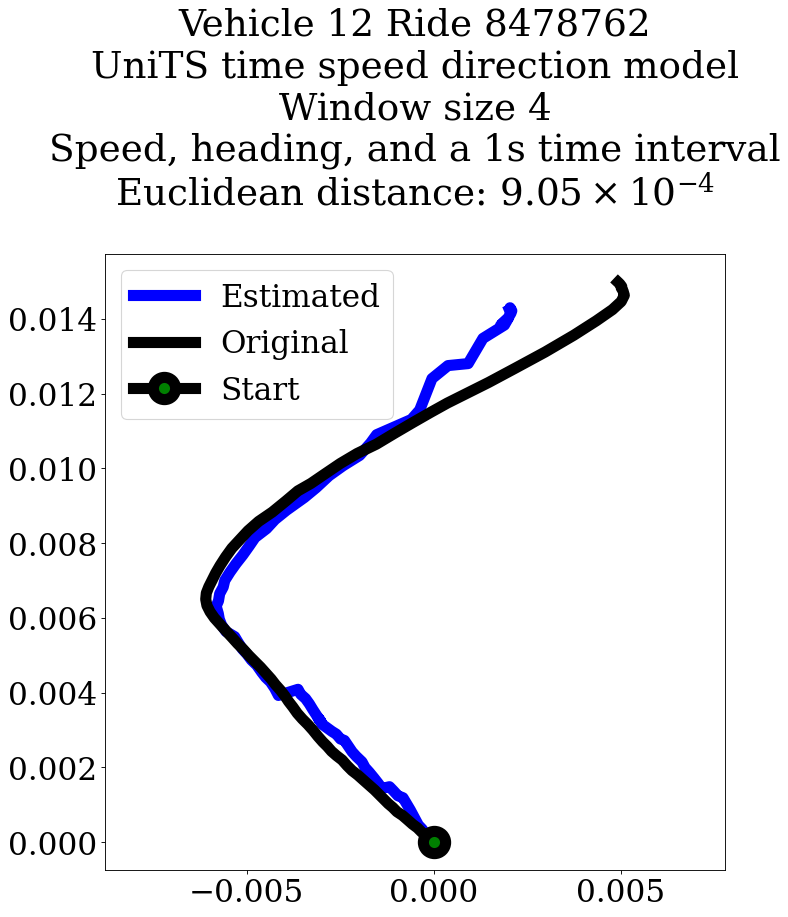 Vehicle 12 Ride 8478762
UniTS time speed direction model
Window size 4
Speed, heading, and a 1s time interval
Euclidean distance: 9.05 × 10⁻⁴
Estimated
Original
Start
0.014
0.012
0.010
0.008
0.006
0.004
0.002
0.000
−0.005 0.000 0.005